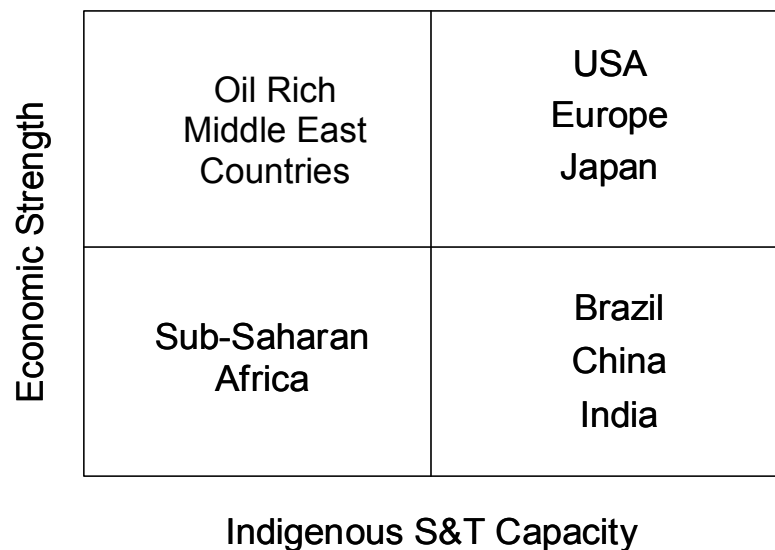 Economic Strength
Oil Rich
Middle East
Countries
USA
Europe
Japan
Sub-Saharan
Africa
Brazil
China
India
Indigenous S&T Capacity